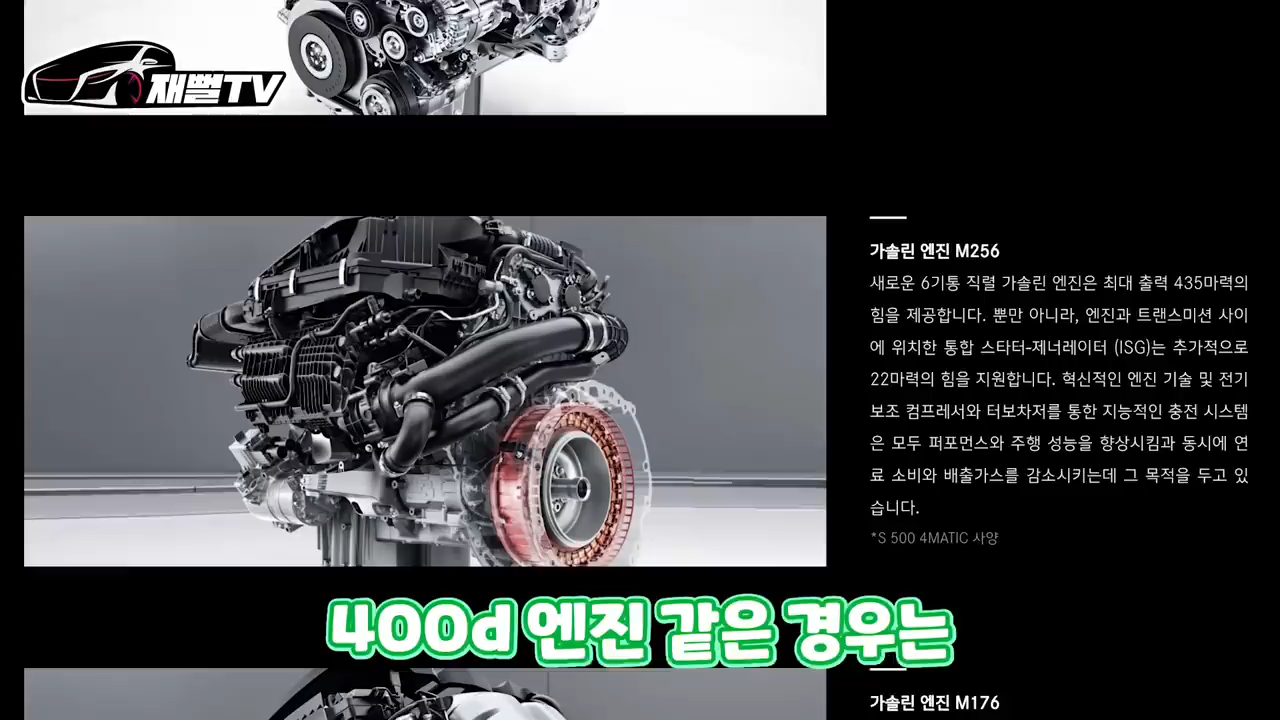 재뻘TV
가솔린 엔진 M256
새로운 6기통 직렬 가솔린 엔진은 최대 출력 435마력의
힘을 제공합니다. 뿐만 아니라, 엔진과 트랜스미션 사이
에 위치한 통합 스타터-제너레이터 (ISG)는 추가적으로
22마력의 힘을 지원합니다. 혁신적인 엔진 기술 및 전기
보조 컴프레서와 터보차저를 통한 지능적인 충전 시스템
은 모두 퍼포먼스와 주행 성능을 향상시킴과 동시에 연
료 소비와 배출가스를 감소시키는데 그 목적을 두고 있
습니다.
*S 500 4MATIC 사양
400d 엔진 같은 경우는
가솔린 엔진 M176